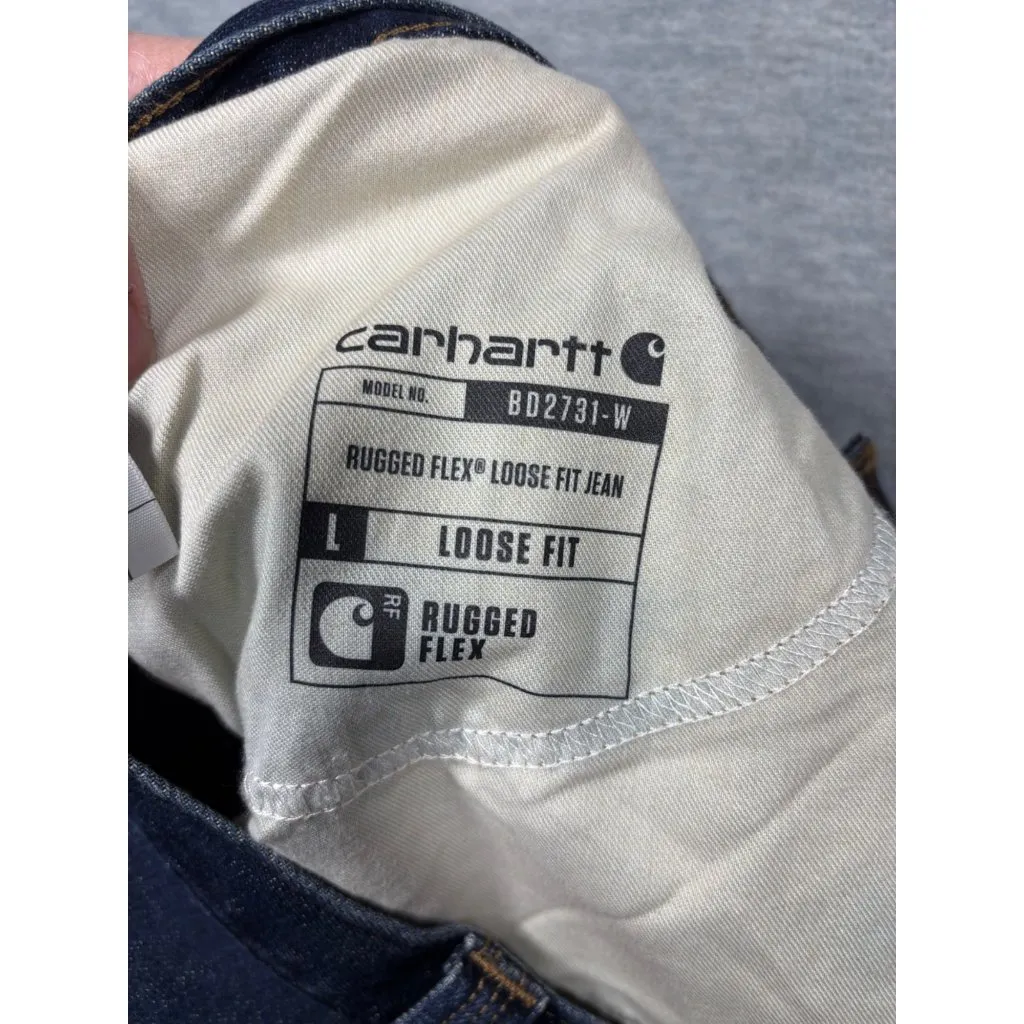 carhartt
MODEL NO. BD2731-W
RUGGED FLEX® LOOSE FIT JEAN
L LOOSE FIT
RF RUGGED
FLEX